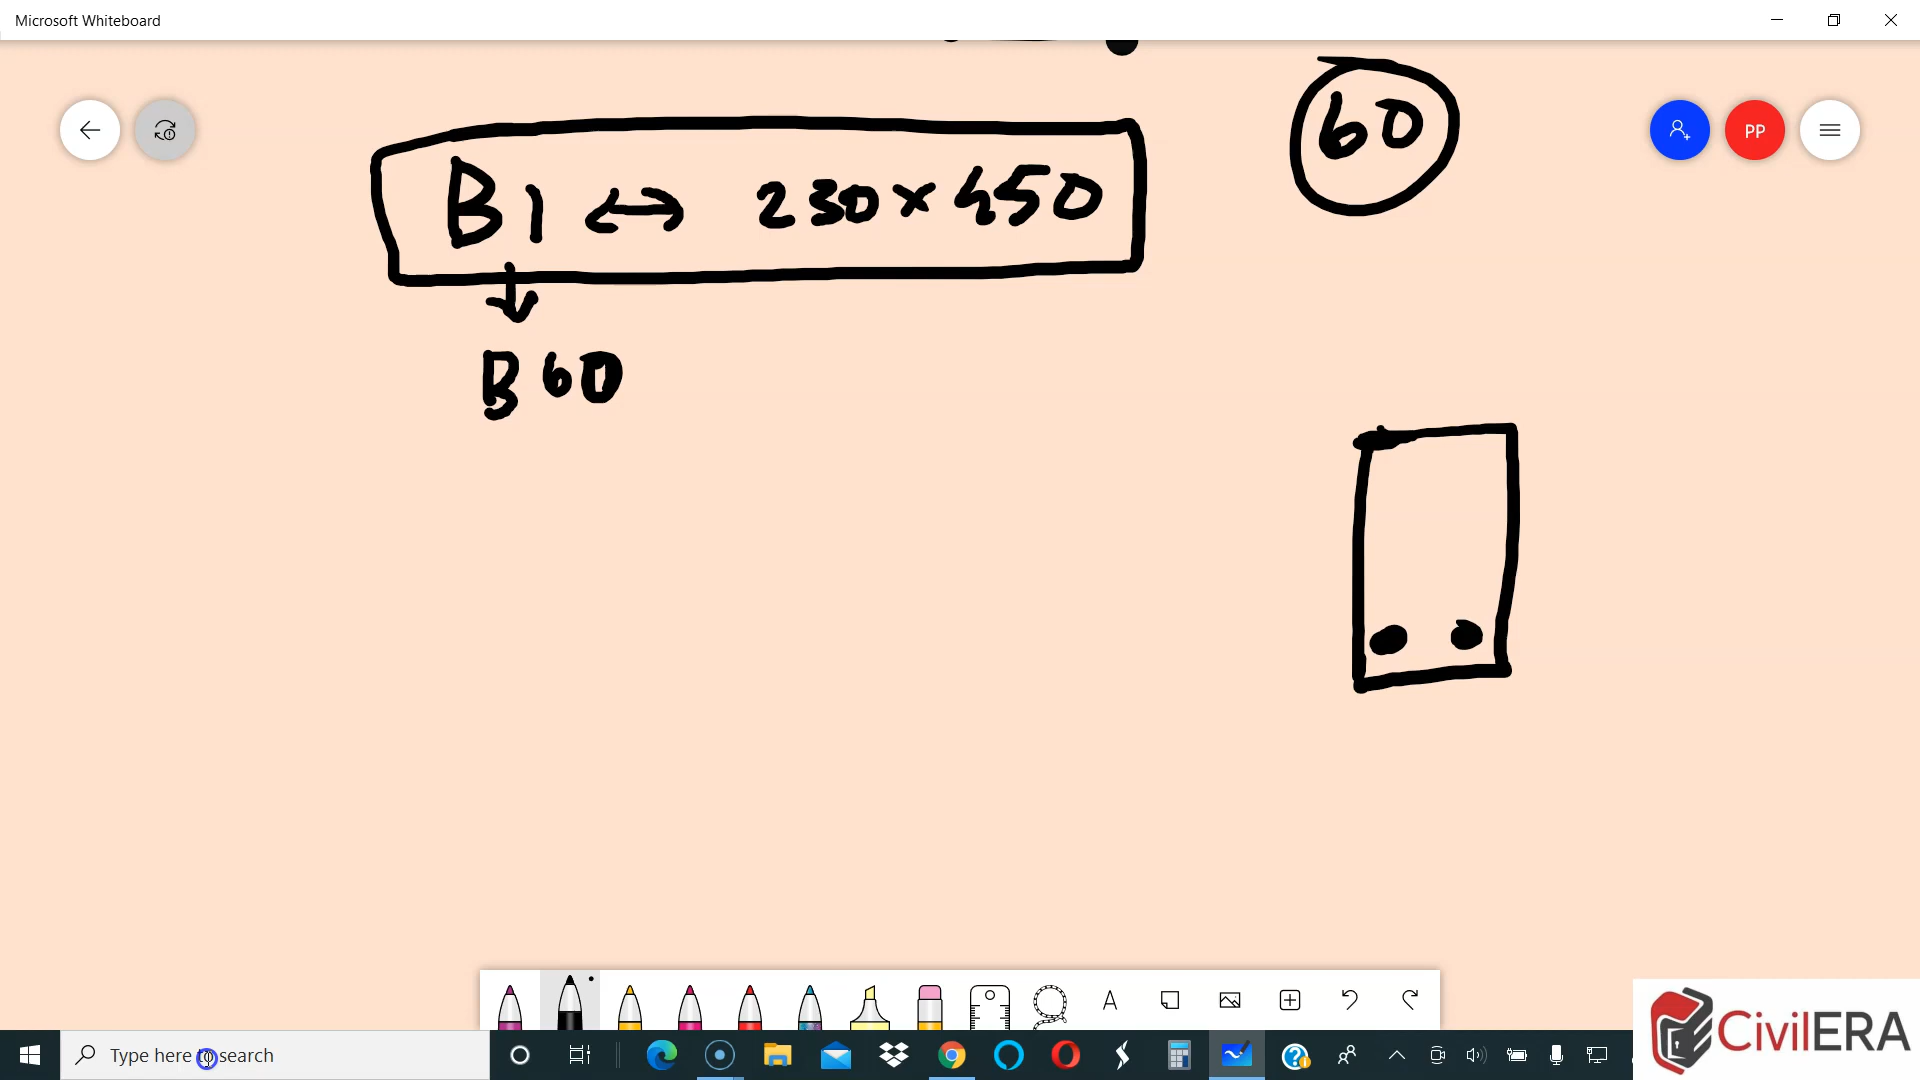 Microsoft Whiteboard
60
B1 ↔ 230×450
PP
B60
A
Type here to search
CivilERA